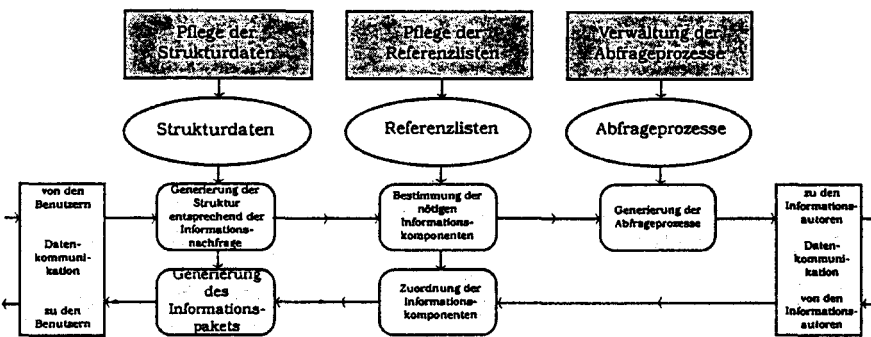 Pflege der
Strukturdaten
Pflege der
Referenzlisten
Verwaltung der
Abfrageprozesse
Strukturdaten
Referenzlisten
Abfrageprozesse
von den
Benutzern
Daten-
kommuni-
kation
zu den
Benutzern
Generierung der
Struktur
entsprechend der
Informations-
nachfrage
Bestimmung der
nötigen
Informations-
komponenten
Generierung der
Abfrageprozesse
zu den
Informations-
autoren
Daten-
kommuni-
kation
von den
Informations-
autoren
Generierung
des
Informations-
pakets
Zuordnung der
Informations-
komponenten